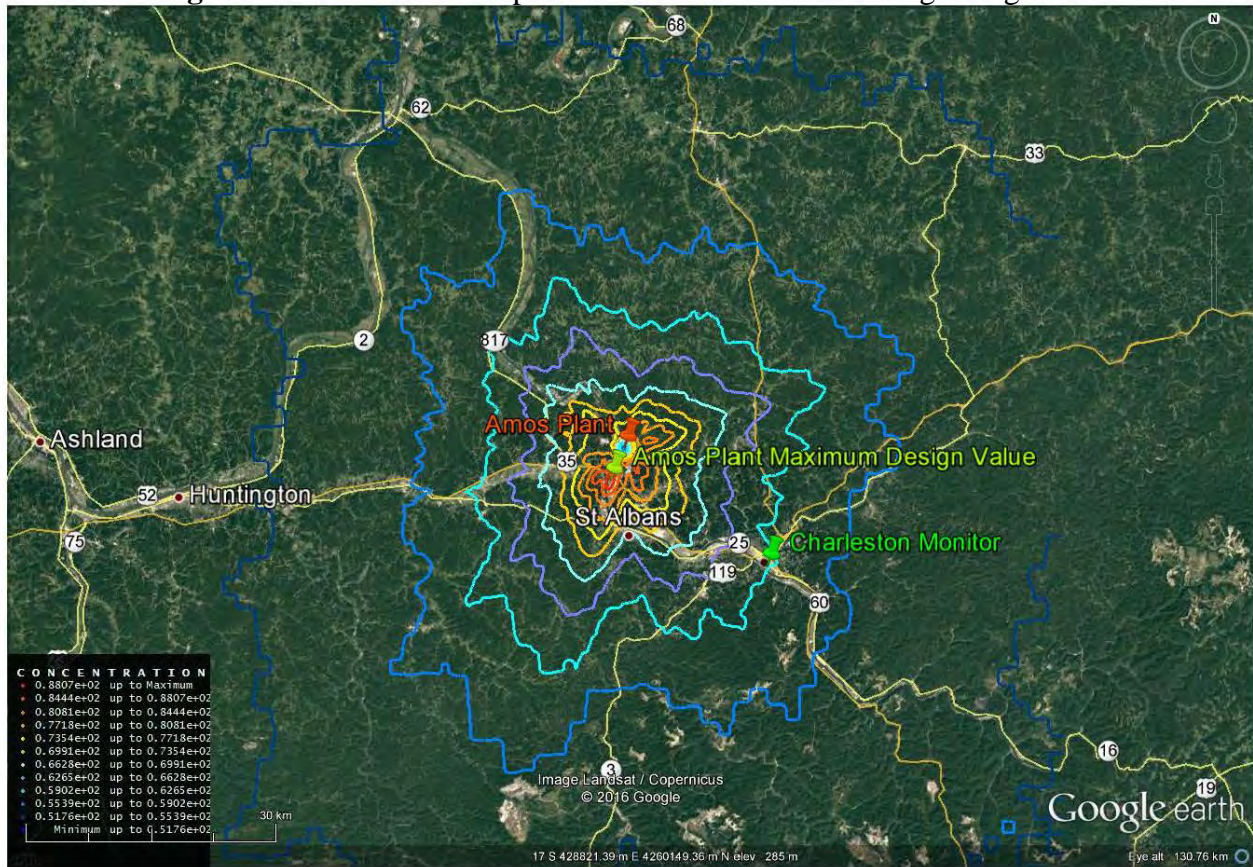 N
68
62
33
2
817
Amos Plant
Ashland
35
Amos Plant Maximum Design Value
52
Huntington
St Albans
75
25
Charleston Monitor
119
60
CONCENTRATION
0.8807e+02 up to Maximum
0.8444e+02 up to 0.8807e+02
0.8081e+02 up to 0.8444e+02
0.7718e+02 up to 0.8081e+02
0.7354e+02 up to 0.7718e+02
0.6991e+02 up to 0.7354e+02
0.6628e+02 up to 0.6991e+02
0.6265e+02 up to 0.6628e+02
0.5902e+02 up to 0.6265e+02
0.5539e+02 up to 0.5902e+02
0.5176e+02 up to 0.5539e+02
Minimum up to 0.5176e+02
30 km
3
16
19
Image Landsat / Copernicus
© 2016 Google
Google earth
17 S 428821.39 m E 4260149.36 m N elev 285 m
Eye alt 130.76 km